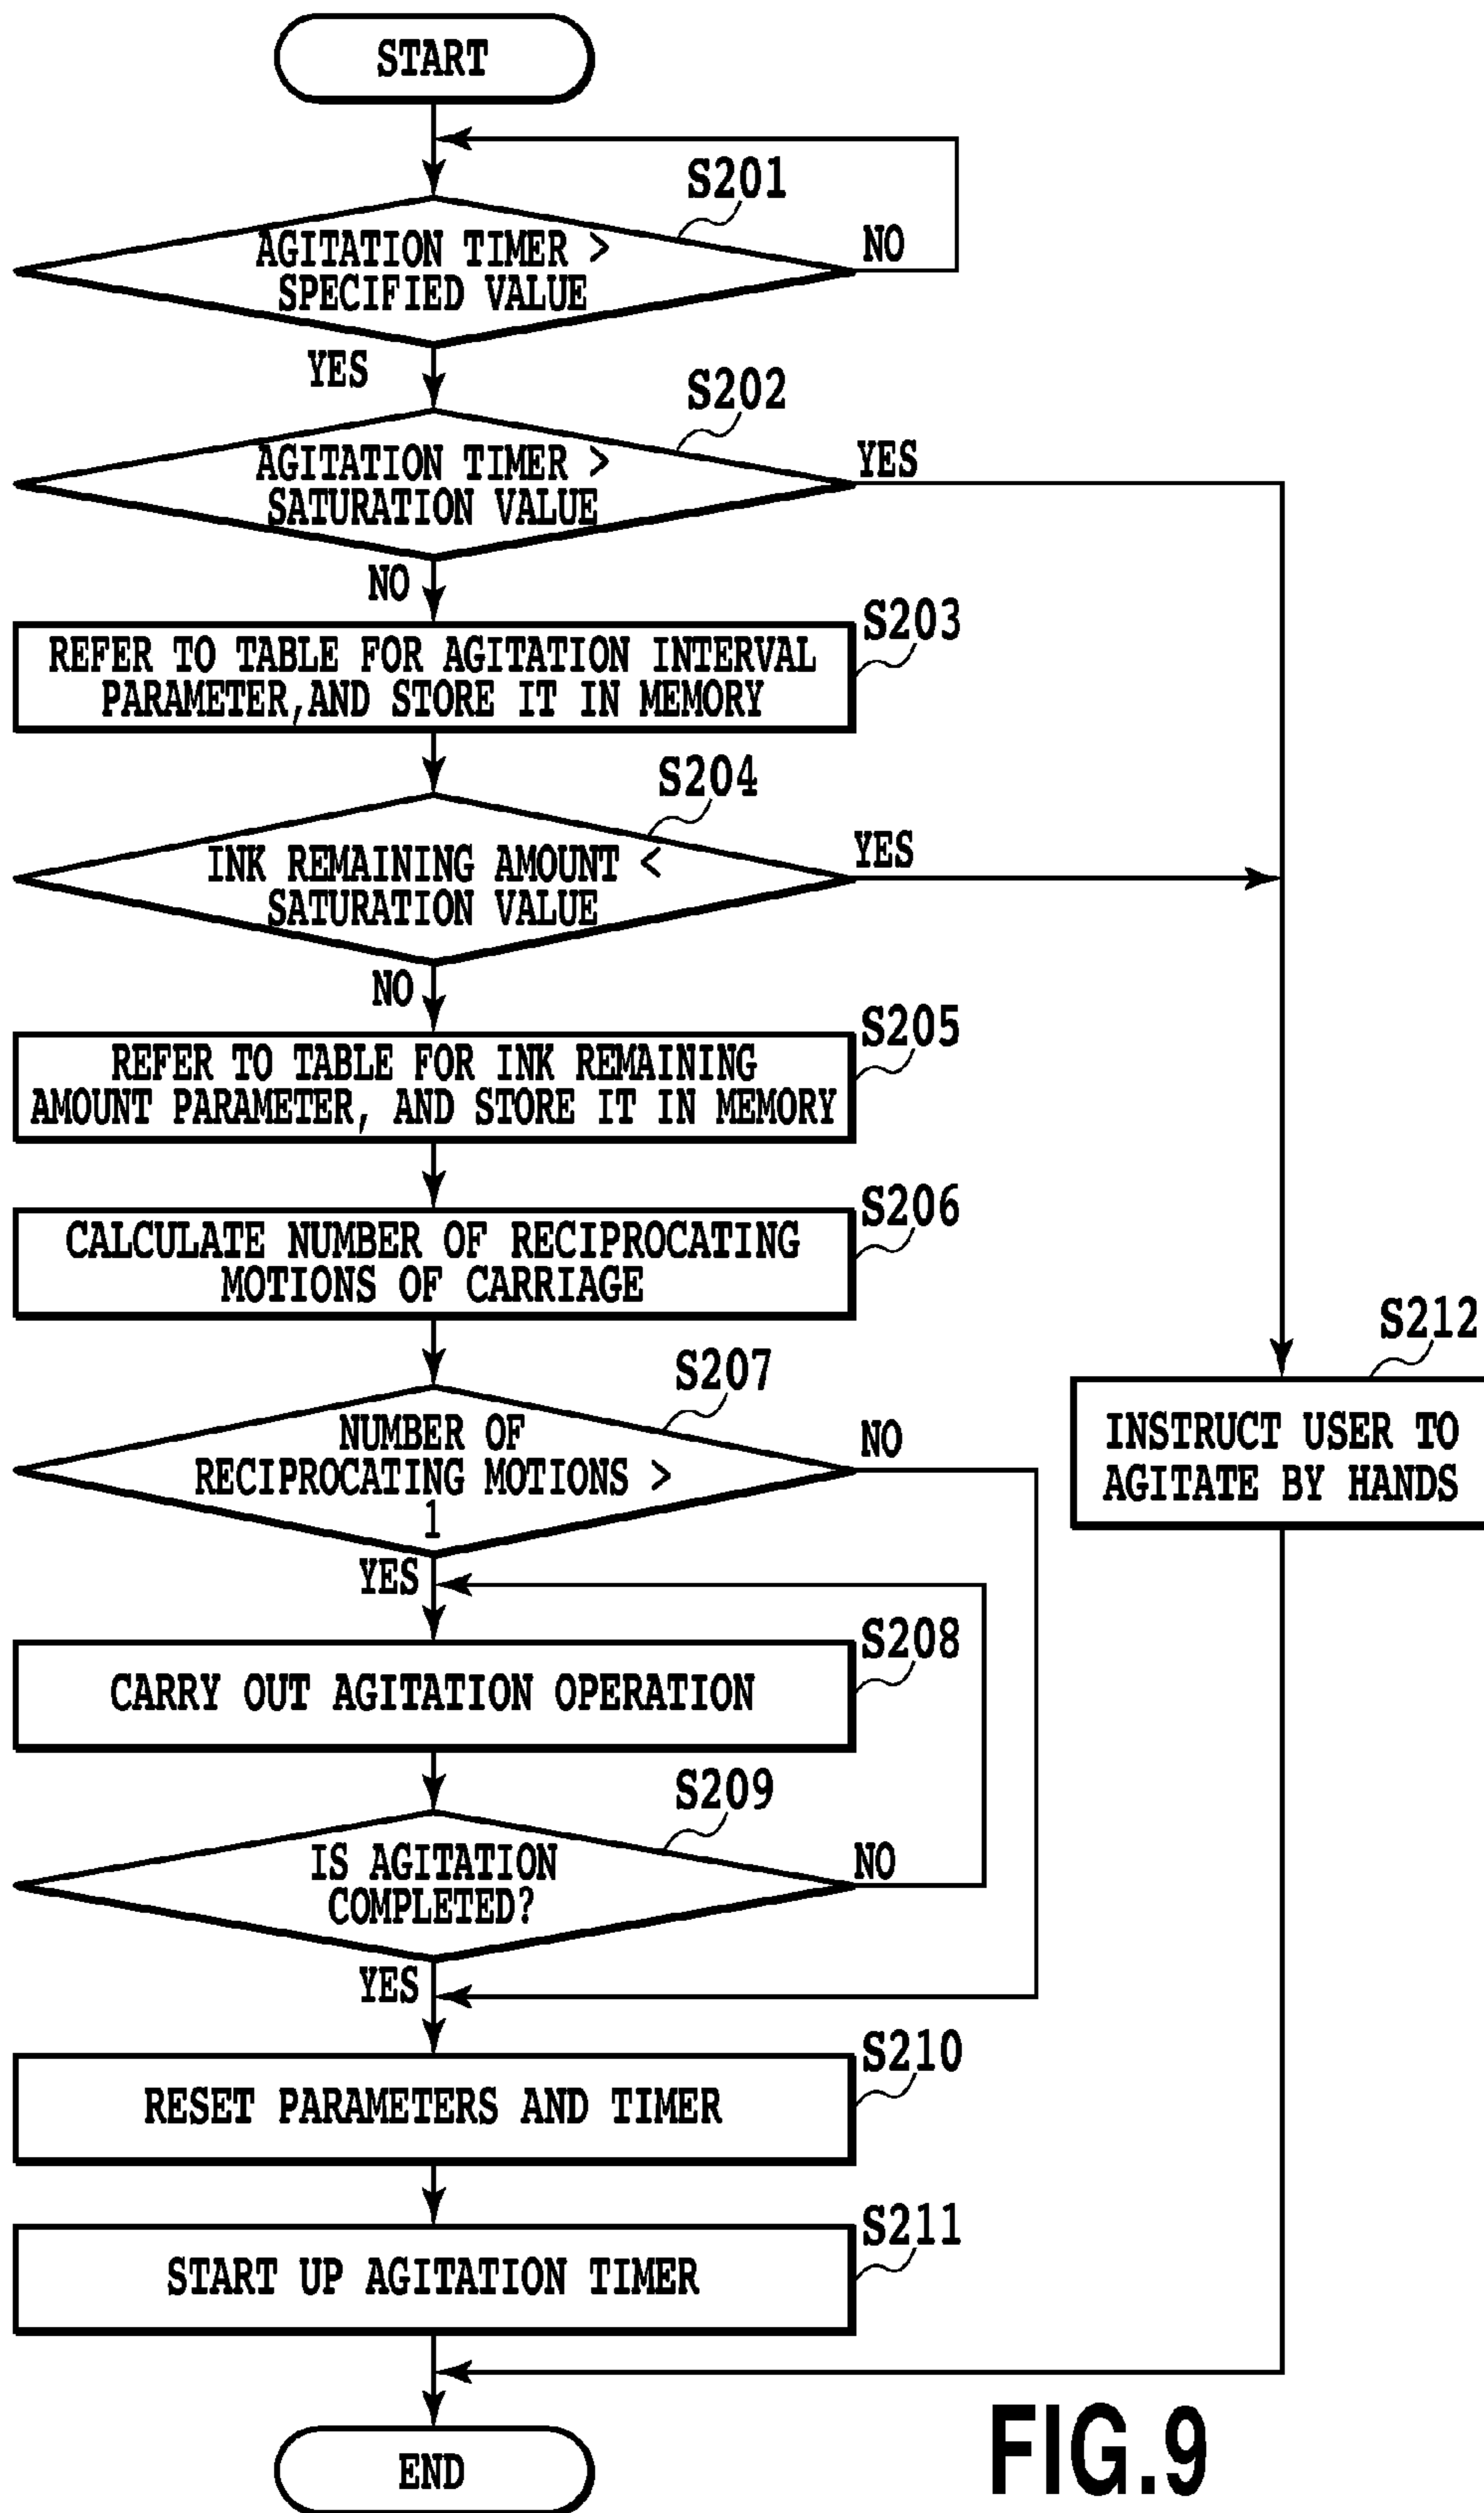 START
S201
AGITATION TIMER >
SPECIFIED VALUE
NO
YES
S202
AGITATION TIMER >
SATURATION VALUE
YES
NO
S203
REFER TO TABLE FOR AGITATION INTERVAL
PARAMETER,AND STORE IT IN MEMORY
S204
INK REMAINING AMOUNT <
SATURATION VALUE
YES
NO
S205
REFER TO TABLE FOR INK REMAINING
AMOUNT PARAMETER, AND STORE IT IN MEMORY
S206
CALCULATE NUMBER OF RECIPROCATING
MOTIONS OF CARRIAGE
S207
NUMBER OF
RECIPROCATING MOTIONS >
1
NO
YES
S212
INSTRUCT USER TO
AGITATE BY HANDS
S208
CARRY OUT AGITATION OPERATION
S209
IS AGITATION
COMPLETED?
NO
YES
S210
RESET PARAMETERS AND TIMER
S211
START UP AGITATION TIMER
END
FIG.9